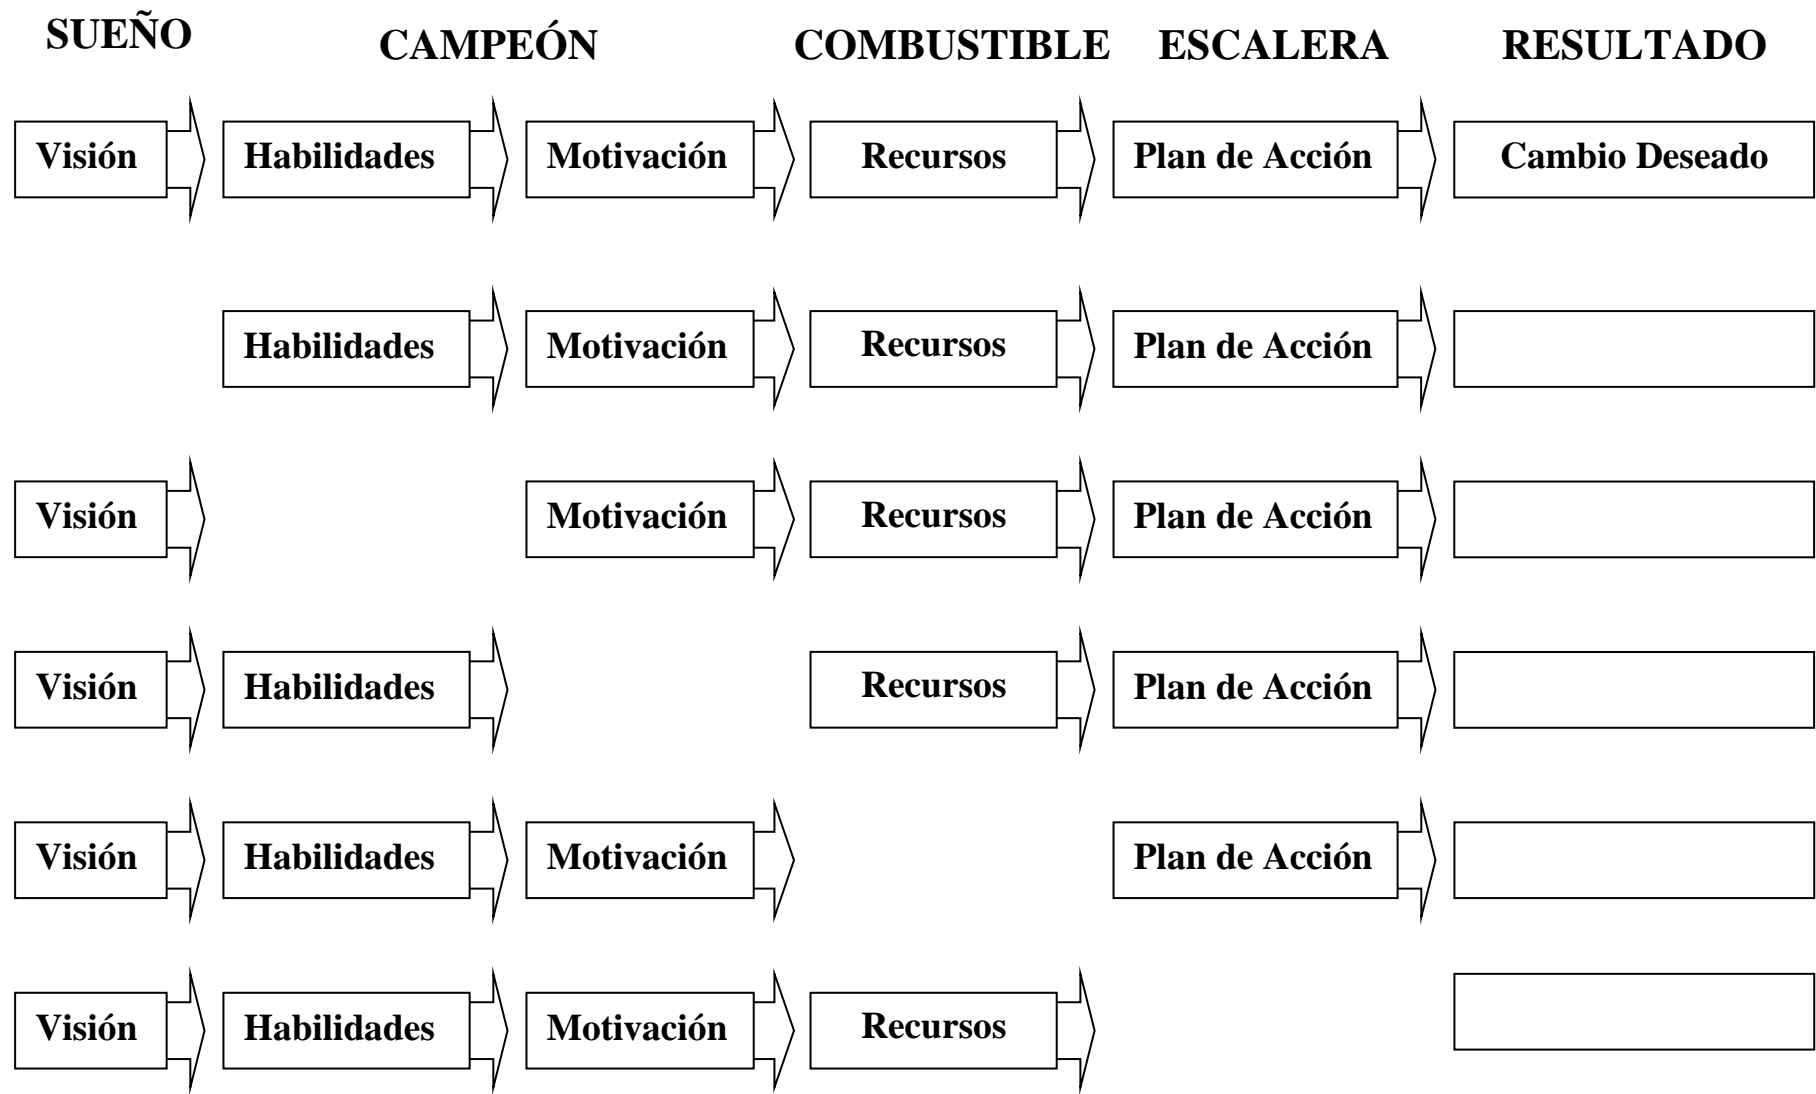 SUEÑO CAMPEÓN COMBUSTIBLE ESCALERA RESULTADO
Visión Habilidades Motivación Recursos Plan de Acción Cambio Deseado
Habilidades Motivación Recursos Plan de Acción
Visión Motivación Recursos Plan de Acción
Visión Habilidades Recursos Plan de Acción
Visión Habilidades Motivación Plan de Acción
Visión Habilidades Motivación Recursos